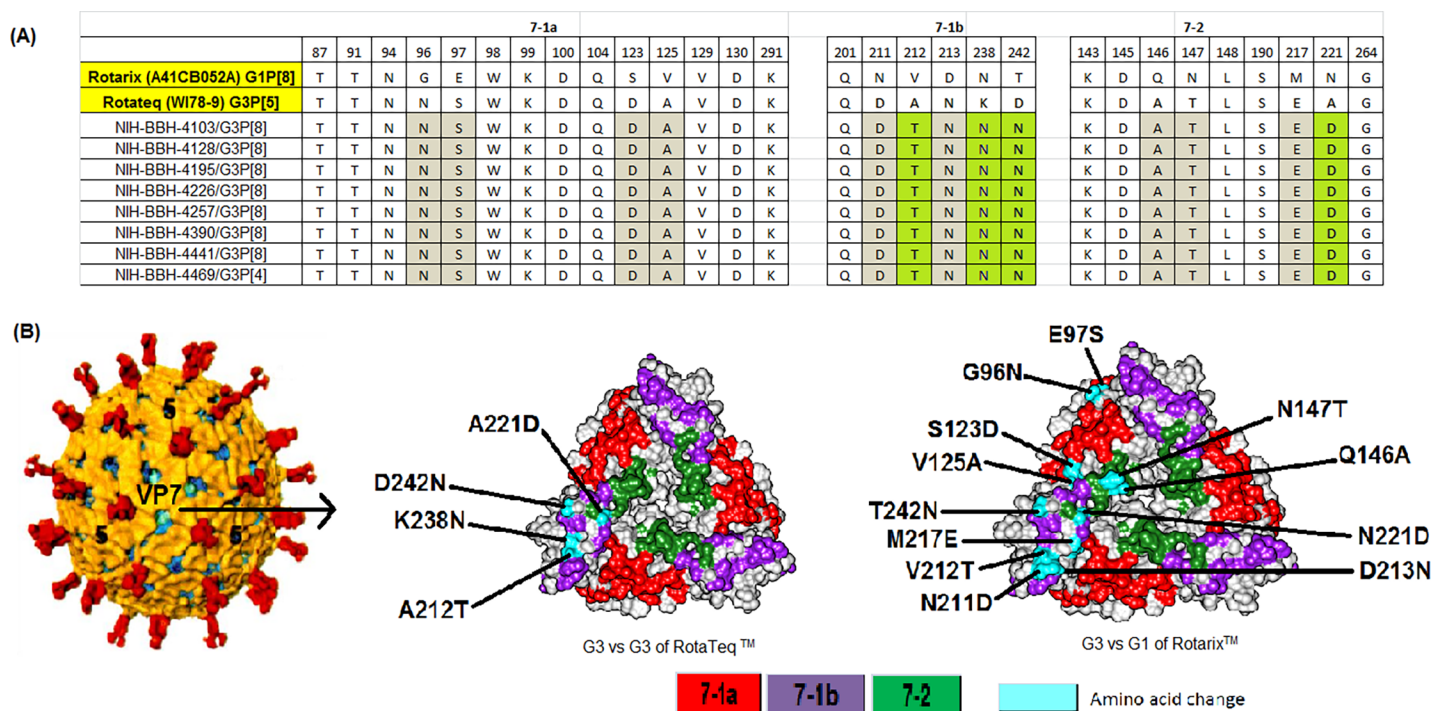 (A)
7-1a 7-1b 7-2
87 91 94 96 97 98 99 100 104 123 125 129 130 291 201 211 212 213 238 242 143 145 146 147 148 190 217 221 264
Rotarix (A41CB052A) G1P[8] T T N G E W K D Q S V V D K Q N V D N T K D Q N L S M N G
Rotateq (WI78-9) G3P[5] T T N N S W K D Q D A V D K Q D A N K D K D A T L S E A G
NIH-BBH-4103/G3P[8] T T N N S W K D Q D A V D K Q D T N N N K D A T L S E D G
NIH-BBH-4128/G3P[8] T T N N S W K D Q D A V D K Q D T N N N K D A T L S E D G
NIH-BBH-4195/G3P[8] T T N N S W K D Q D A V D K Q D T N N N K D A T L S E D G
NIH-BBH-4226/G3P[8] T T N N S W K D Q D A V D K Q D T N N N K D A T L S E D G
NIH-BBH-4257/G3P[8] T T N N S W K D Q D A V D K Q D T N N N K D A T L S E D G
NIH-BBH-4390/G3P[8] T T N N S W K D Q D A V D K Q D T N N N K D A T L S E D G
NIH-BBH-4441/G3P[8] T T N N S W K D Q D A V D K Q D T N N N K D A T L S E D G
NIH-BBH-4469/G3P[4] T T N N S W K D Q D A V D K Q D T N N N K D A T L S E D G
(B)
5
VP7
5
5
A221D
D242N
K238N
A212T
G3 vs G3 of RotaTeq ™
E97S
G96N
N147T
S123D
V125A
Q146A
T242N
M217E
N221D
V212T
D213N
N211D
G3 vs G1 of Rotarix™
7-1a 7-1b 7-2 Amino acid change